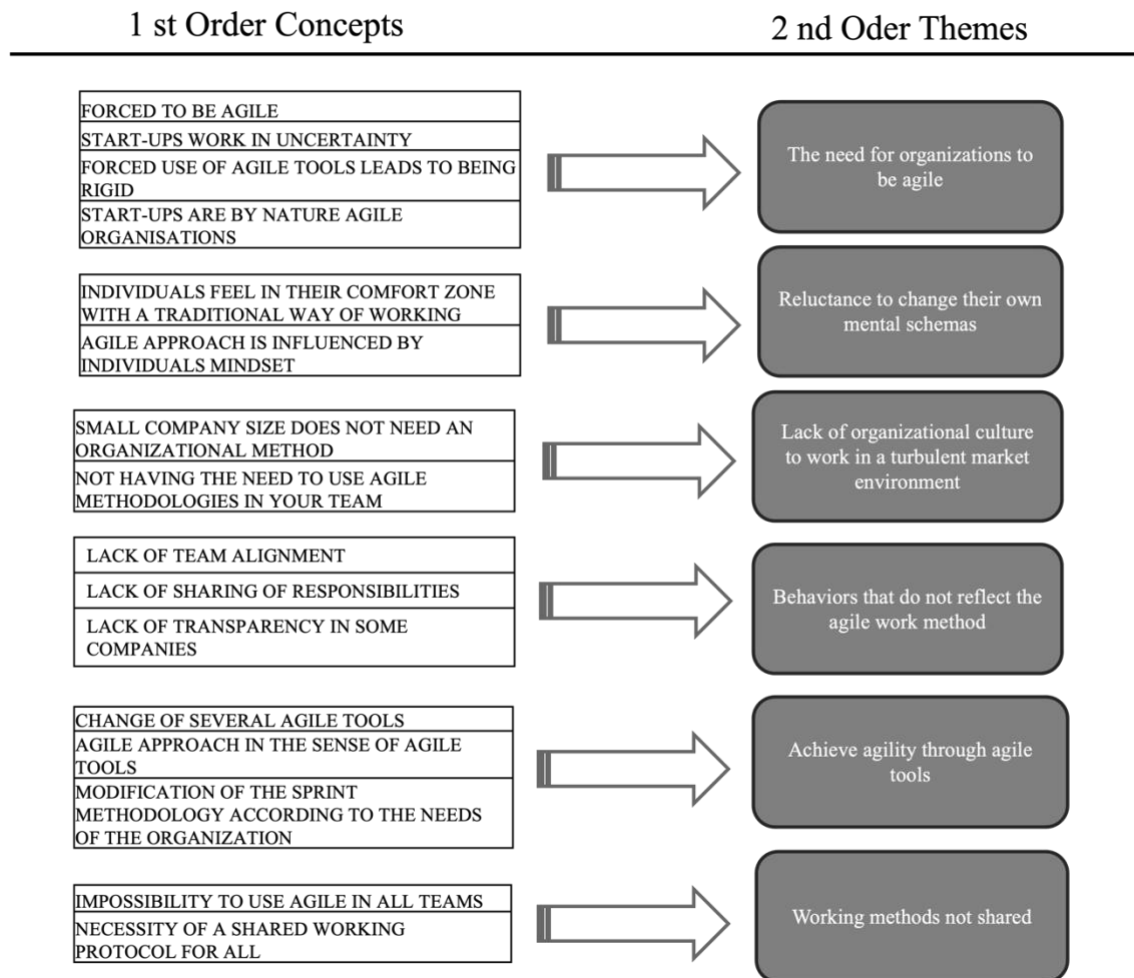 1 st Order Concepts
2 nd Oder Themes
FORCED TO BE AGILE
START-UPS WORK IN UNCERTAINTY
FORCED USE OF AGILE TOOLS LEADS TO BEING
RIGID
START-UPS ARE BY NATURE AGILE
ORGANISATIONS
The need for organizations to
be agile
INDIVIDUALS FEEL IN THEIR COMFORT ZONE
WITH A TRADITIONAL WAY OF WORKING
AGILE APPROACH IS INFLUENCED BY
INDIVIDUALS MINDSET
Reluctance to change their own
mental schemas
SMALL COMPANY SIZE DOES NOT NEED AN
ORGANIZATIONAL METHOD
NOT HAVING THE NEED TO USE AGILE
METHODOLOGIES IN YOUR TEAM
Lack of organizational culture
to work in a turbulent market
environment
LACK OF TEAM ALIGNMENT
LACK OF SHARING OF RESPONSIBILITIES
LACK OF TRANSPARENCY IN SOME
COMPANIES
Behaviors that do not reflect the
agile work method
CHANGE OF SEVERAL AGILE TOOLS
AGILE APPROACH IN THE SENSE OF AGILE
TOOLS
MODIFICATION OF THE SPRINT
METHODOLOGY ACCORDING TO THE NEEDS
OF THE ORGANIZATION
Achieve agility through agile
tools
IMPOSSIBILITY TO USE AGILE IN ALL TEAMS
NECESSITY OF A SHARED WORKING
PROTOCOL FOR ALL
Working methods not shared